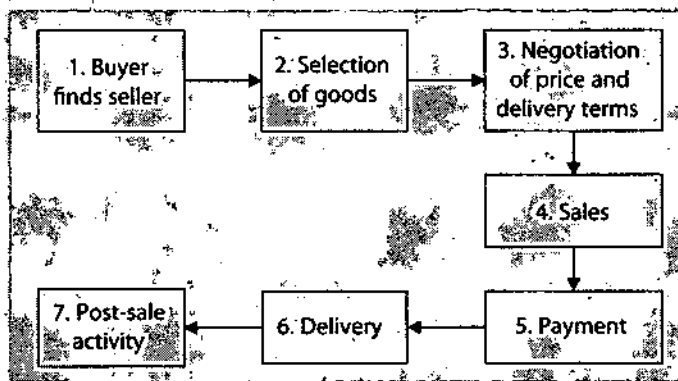 1. Buyer
finds seller
2. Selection
of goods
3. Negotiation
of price and
delivery terms
4. Sales
5. Payment
6. Delivery
7. Post-sale
activity